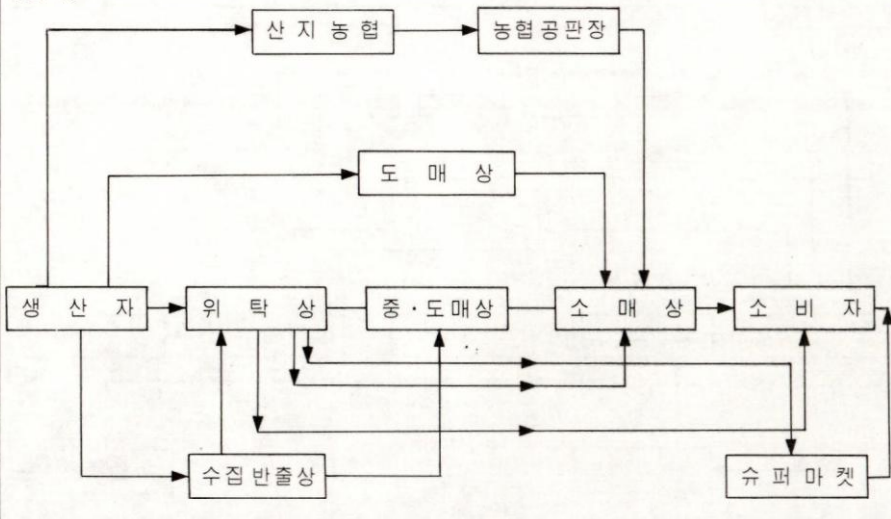 산지농협
농협공판장
도매상
생산자
위탁상
중·도매상
소매상
소비자
수집반출상
슈퍼마켓